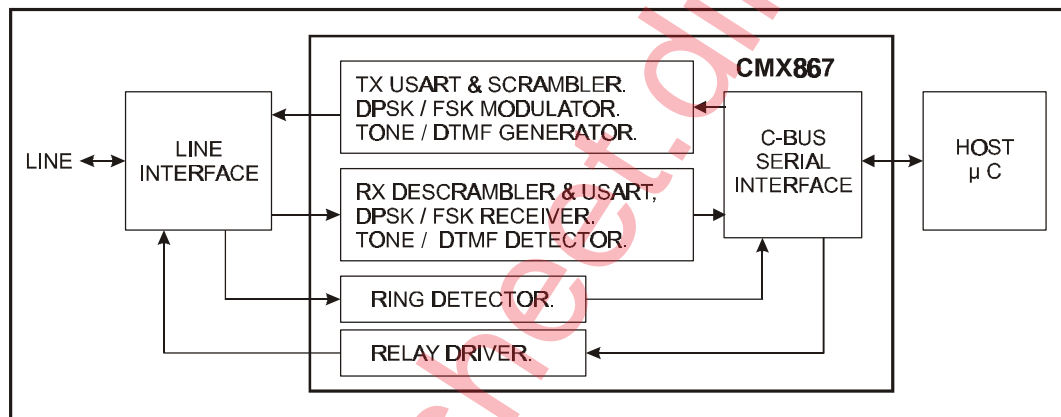 CMX867
TX USART & SCRAMBLER.
DPSK / FSK MODULATOR.
TONE / DTMF GENERATOR.
LINE
LINE
INTERFACE
RX DESCRAMBLER & USART,
DPSK / FSK RECEIVER.
TONE / DTMF DETECTOR.
C-BUS
SERIAL
INTERFACE
HOST
µ C
RING DETECTOR.
RELAY DRIVER.